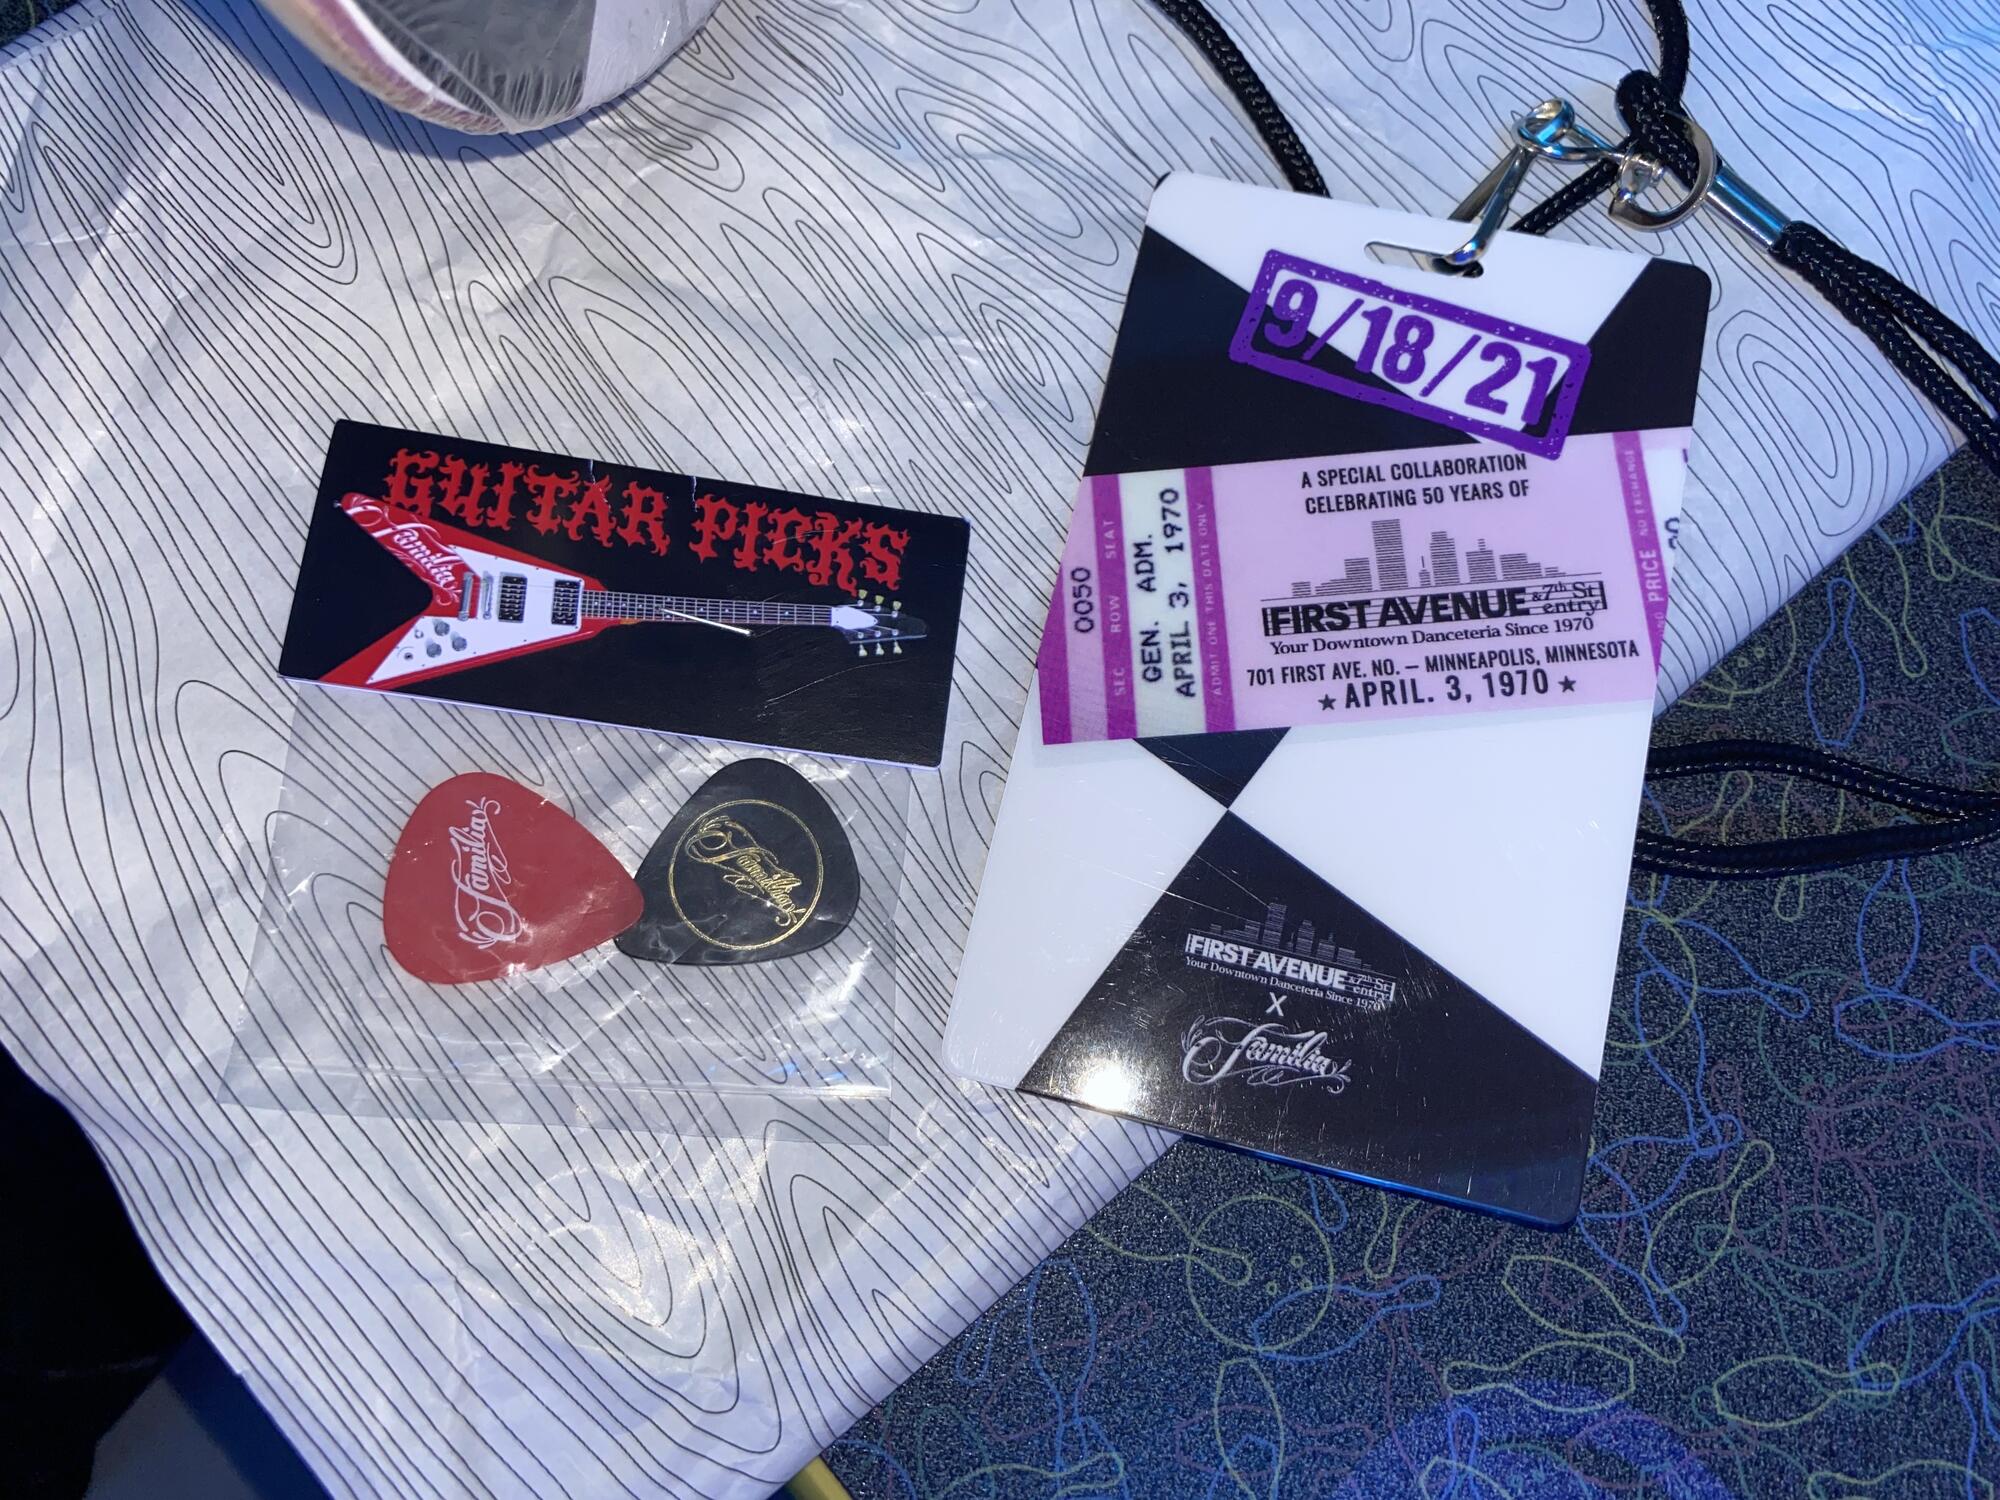 GUITAR PICKS
Familia
Familia
Familia
9/18/21
A SPECIAL COLLABORATION
CELEBRATING 50 YEARS OF
FIRST AVENUE & 7th St
entry
Your Downtown Danceteria Since 1970
701 FIRST AVE. NO. – MINNEAPOLIS, MINNESOTA
★ APRIL. 3, 1970 ★
0050
SEC ROW SEAT
GEN. ADM.
APRIL 3, 1970
ADMIT ONE THIS DATE ONLY
PRICE
NO EXCHANGE
FIRST AVENUE & 7th St
entry
Your Downtown Danceteria Since 1970
X
Familia